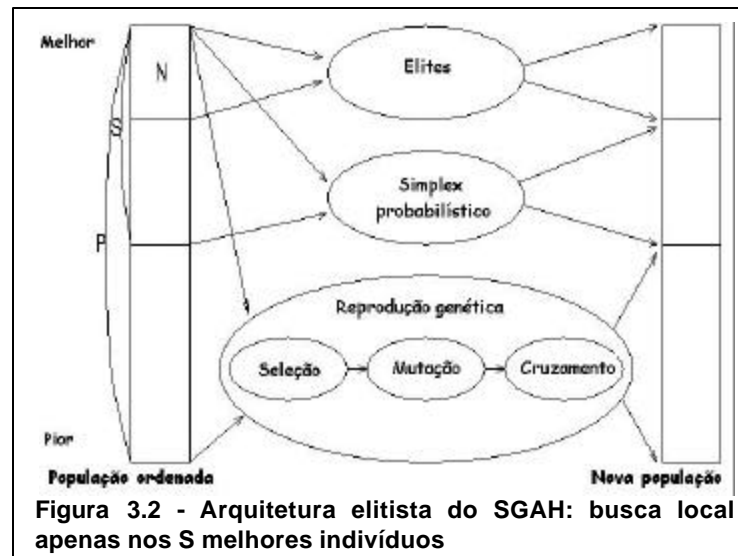 Melhor
N
S
P
Elites
Simplex
probabilístico
Reprodução genética
Seleção
Mutação
Cruzamento
Pior
População ordenada
Nova população
Figura 3.2 - Arquitetura elitista do SGAH: busca local
apenas nos S melhores indivíduos